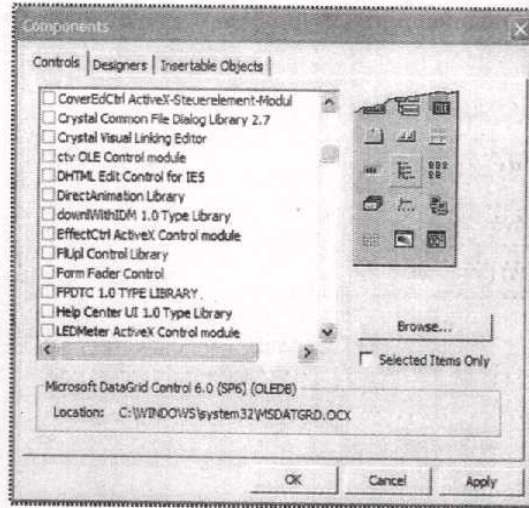 Components
Controls
Designers
Insertable Objects
CoverEdCtrl ActiveX-Steuerelement-Modul
Crystal Common File Dialog Library 2.7
Crystal Visual Linking Editor
ctv OLE Control module
DHTML Edit Control for IE5
DirectAnimation Library
downlWithIDM 1.0 Type Library
EffectCtrl ActiveX Control module
FlUpl Control Library
Form Fader Control
FPDTC 1.0 TYPE LIBRARY.
Help Center UI 1.0 Type Library
LEDMeter ActiveX Control module
OLE
Browse...
Selected Items Only
Microsoft DataGrid Control 6.0 (SP6) (OLEDB)
Location: C:\WINDOWS\system32\MSDATGRD.OCX
OK
Cancel
Apply